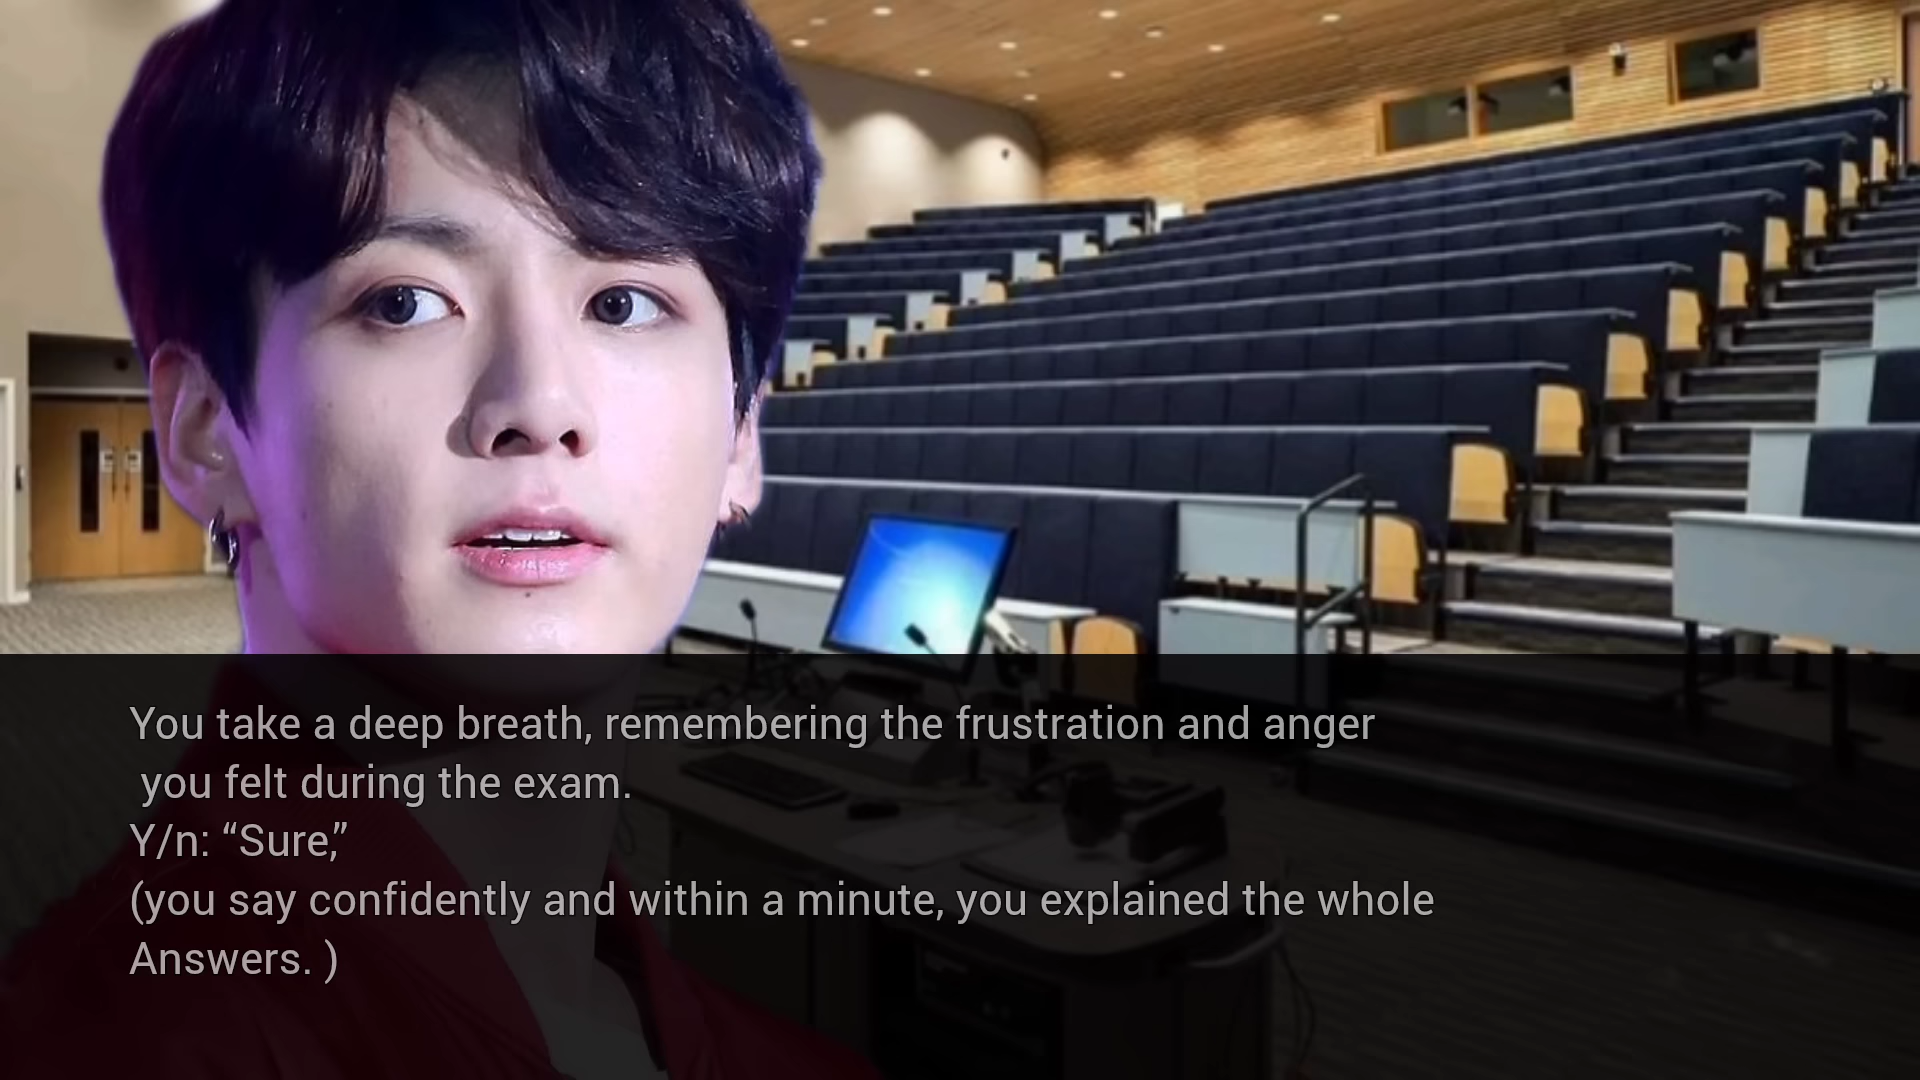 You take a deep breath, remembering the frustration and anger
you felt during the exam.
Y/n: “Sure,”
(you say confidently and within a minute, you explained the whole
Answers. )